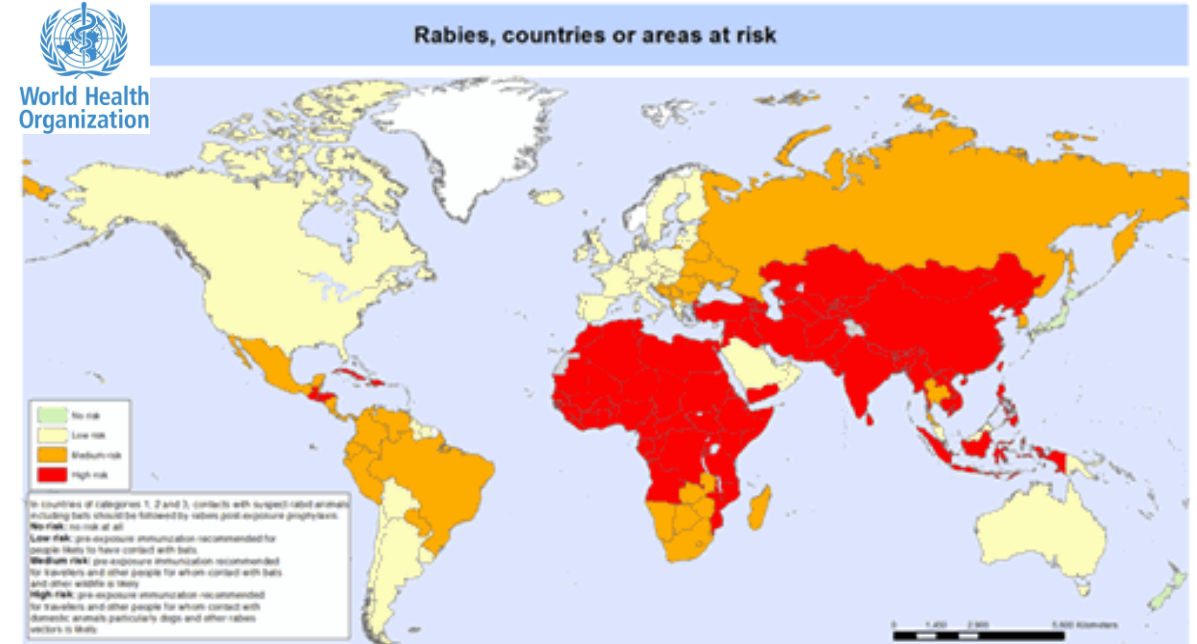 World Health
Organization
Rabies, countries or areas at risk
No risk
Low risk
Medium risk
High risk
In countries of categories 1, 2 and 3, contacts with suspect rabid animals
including bats should be followed by rabies post-exposure prophylaxis.
No risk: no risk at all
Low risk: pre-exposure immunization recommended for
people likely to have contact with bats.
Medium risk: pre-exposure immunization recommended
for travellers and other people for whom contact with bats
and other wildlife is likely
High risk: pre-exposure immunization recommended
for travellers and other people for whom contact with
domestic animals particularly dogs and other rabies
vectors is likely.
0 Kilometers